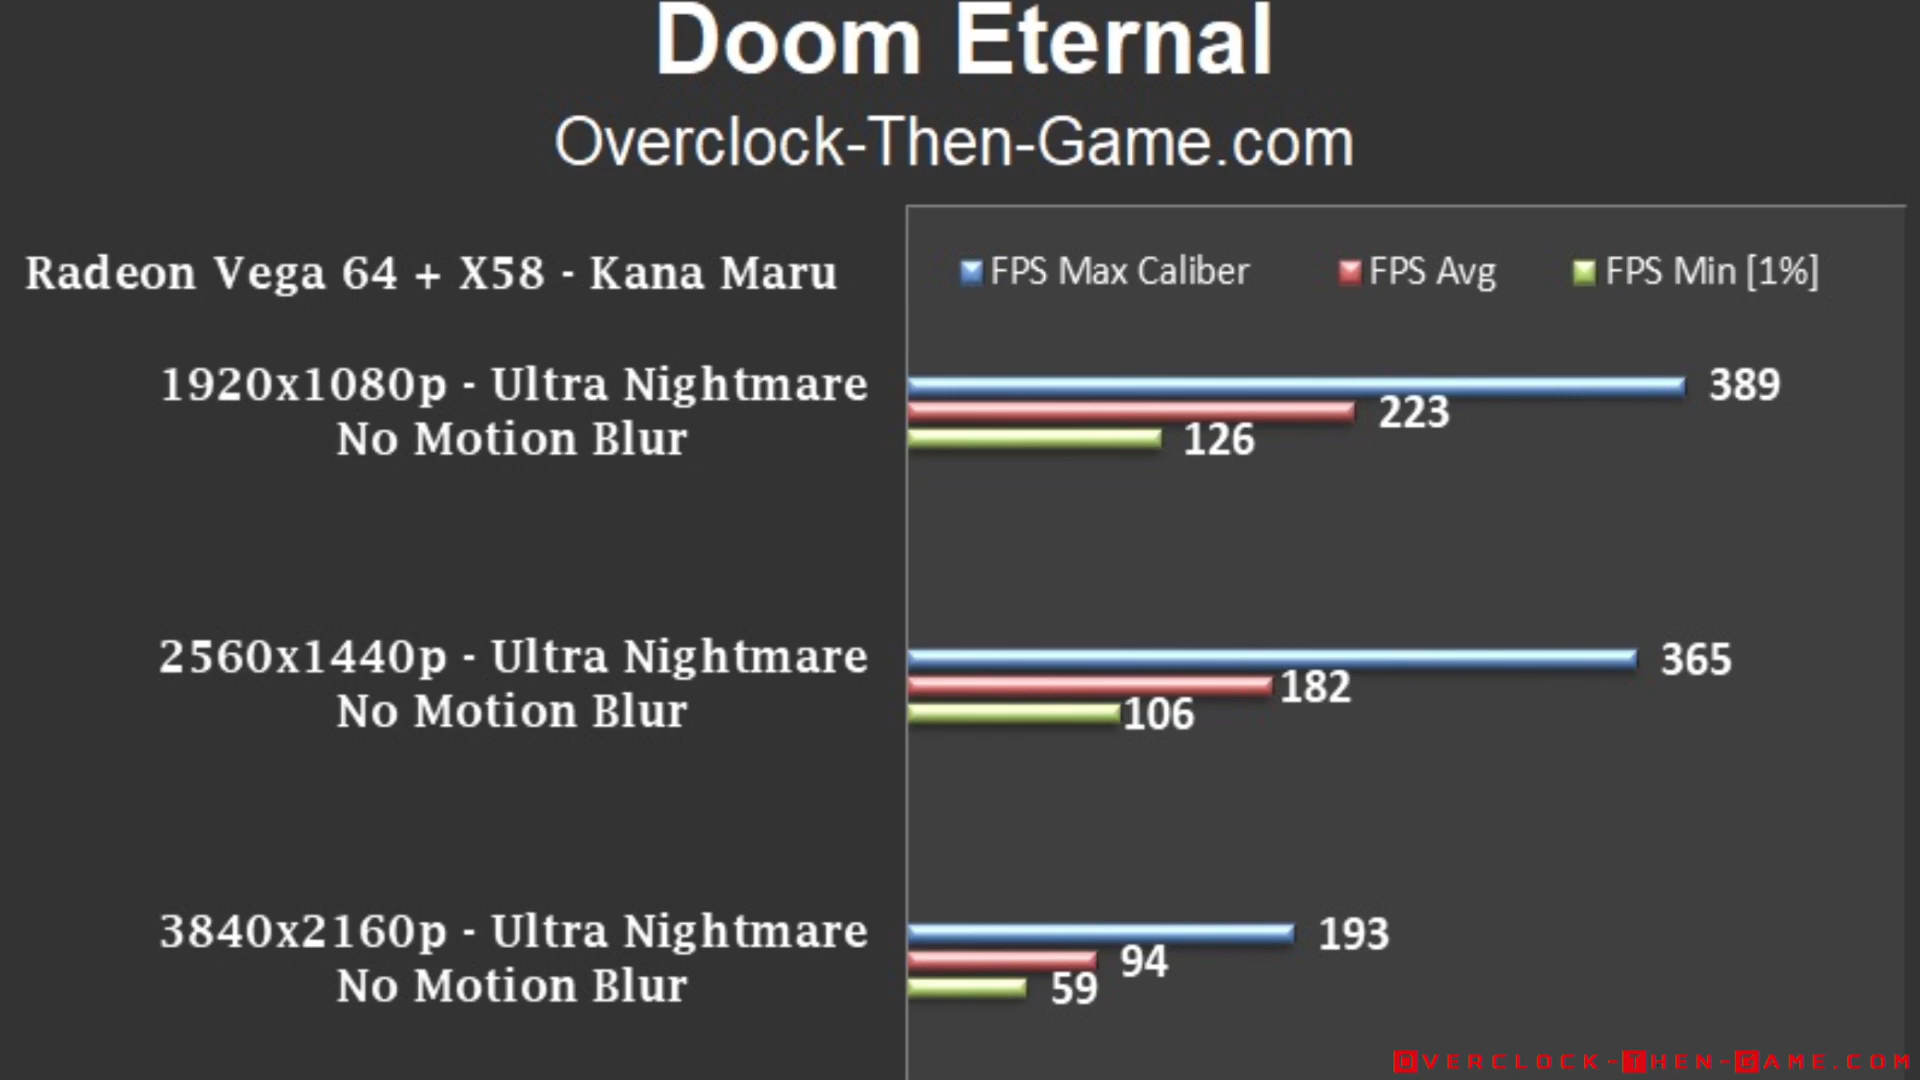 Doom Eternal
Overclock-Then-Game.com
Radeon Vega 64 + X58 - Kana Maru
FPS Max Caliber FPS Avg FPS Min [1%]
1920x1080p - Ultra Nightmare
No Motion Blur
389
223
126
2560x1440p - Ultra Nightmare
No Motion Blur
365
182
106
3840x2160p - Ultra Nightmare
No Motion Blur
193
94
59
Overclock-Then-Game.com